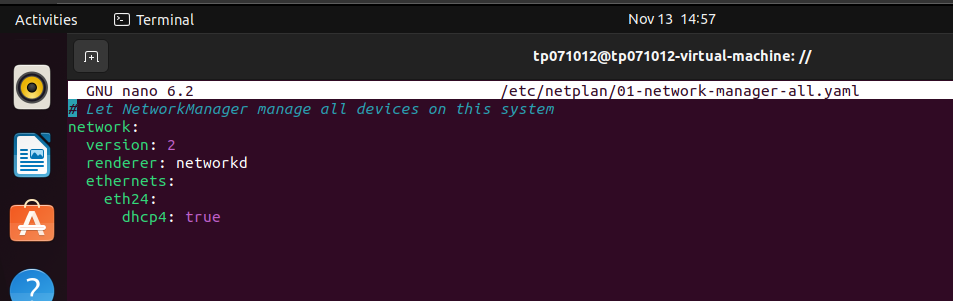 Activities Terminal Nov 13 14:57
tp071012@tp071012-virtual-machine: //
GNU nano 6.2 /etc/netplan/01-network-manager-all.yaml
# Let NetworkManager manage all devices on this system
network:
  version: 2
  renderer: networkd
  ethernets:
    eth24:
      dhcp4: true